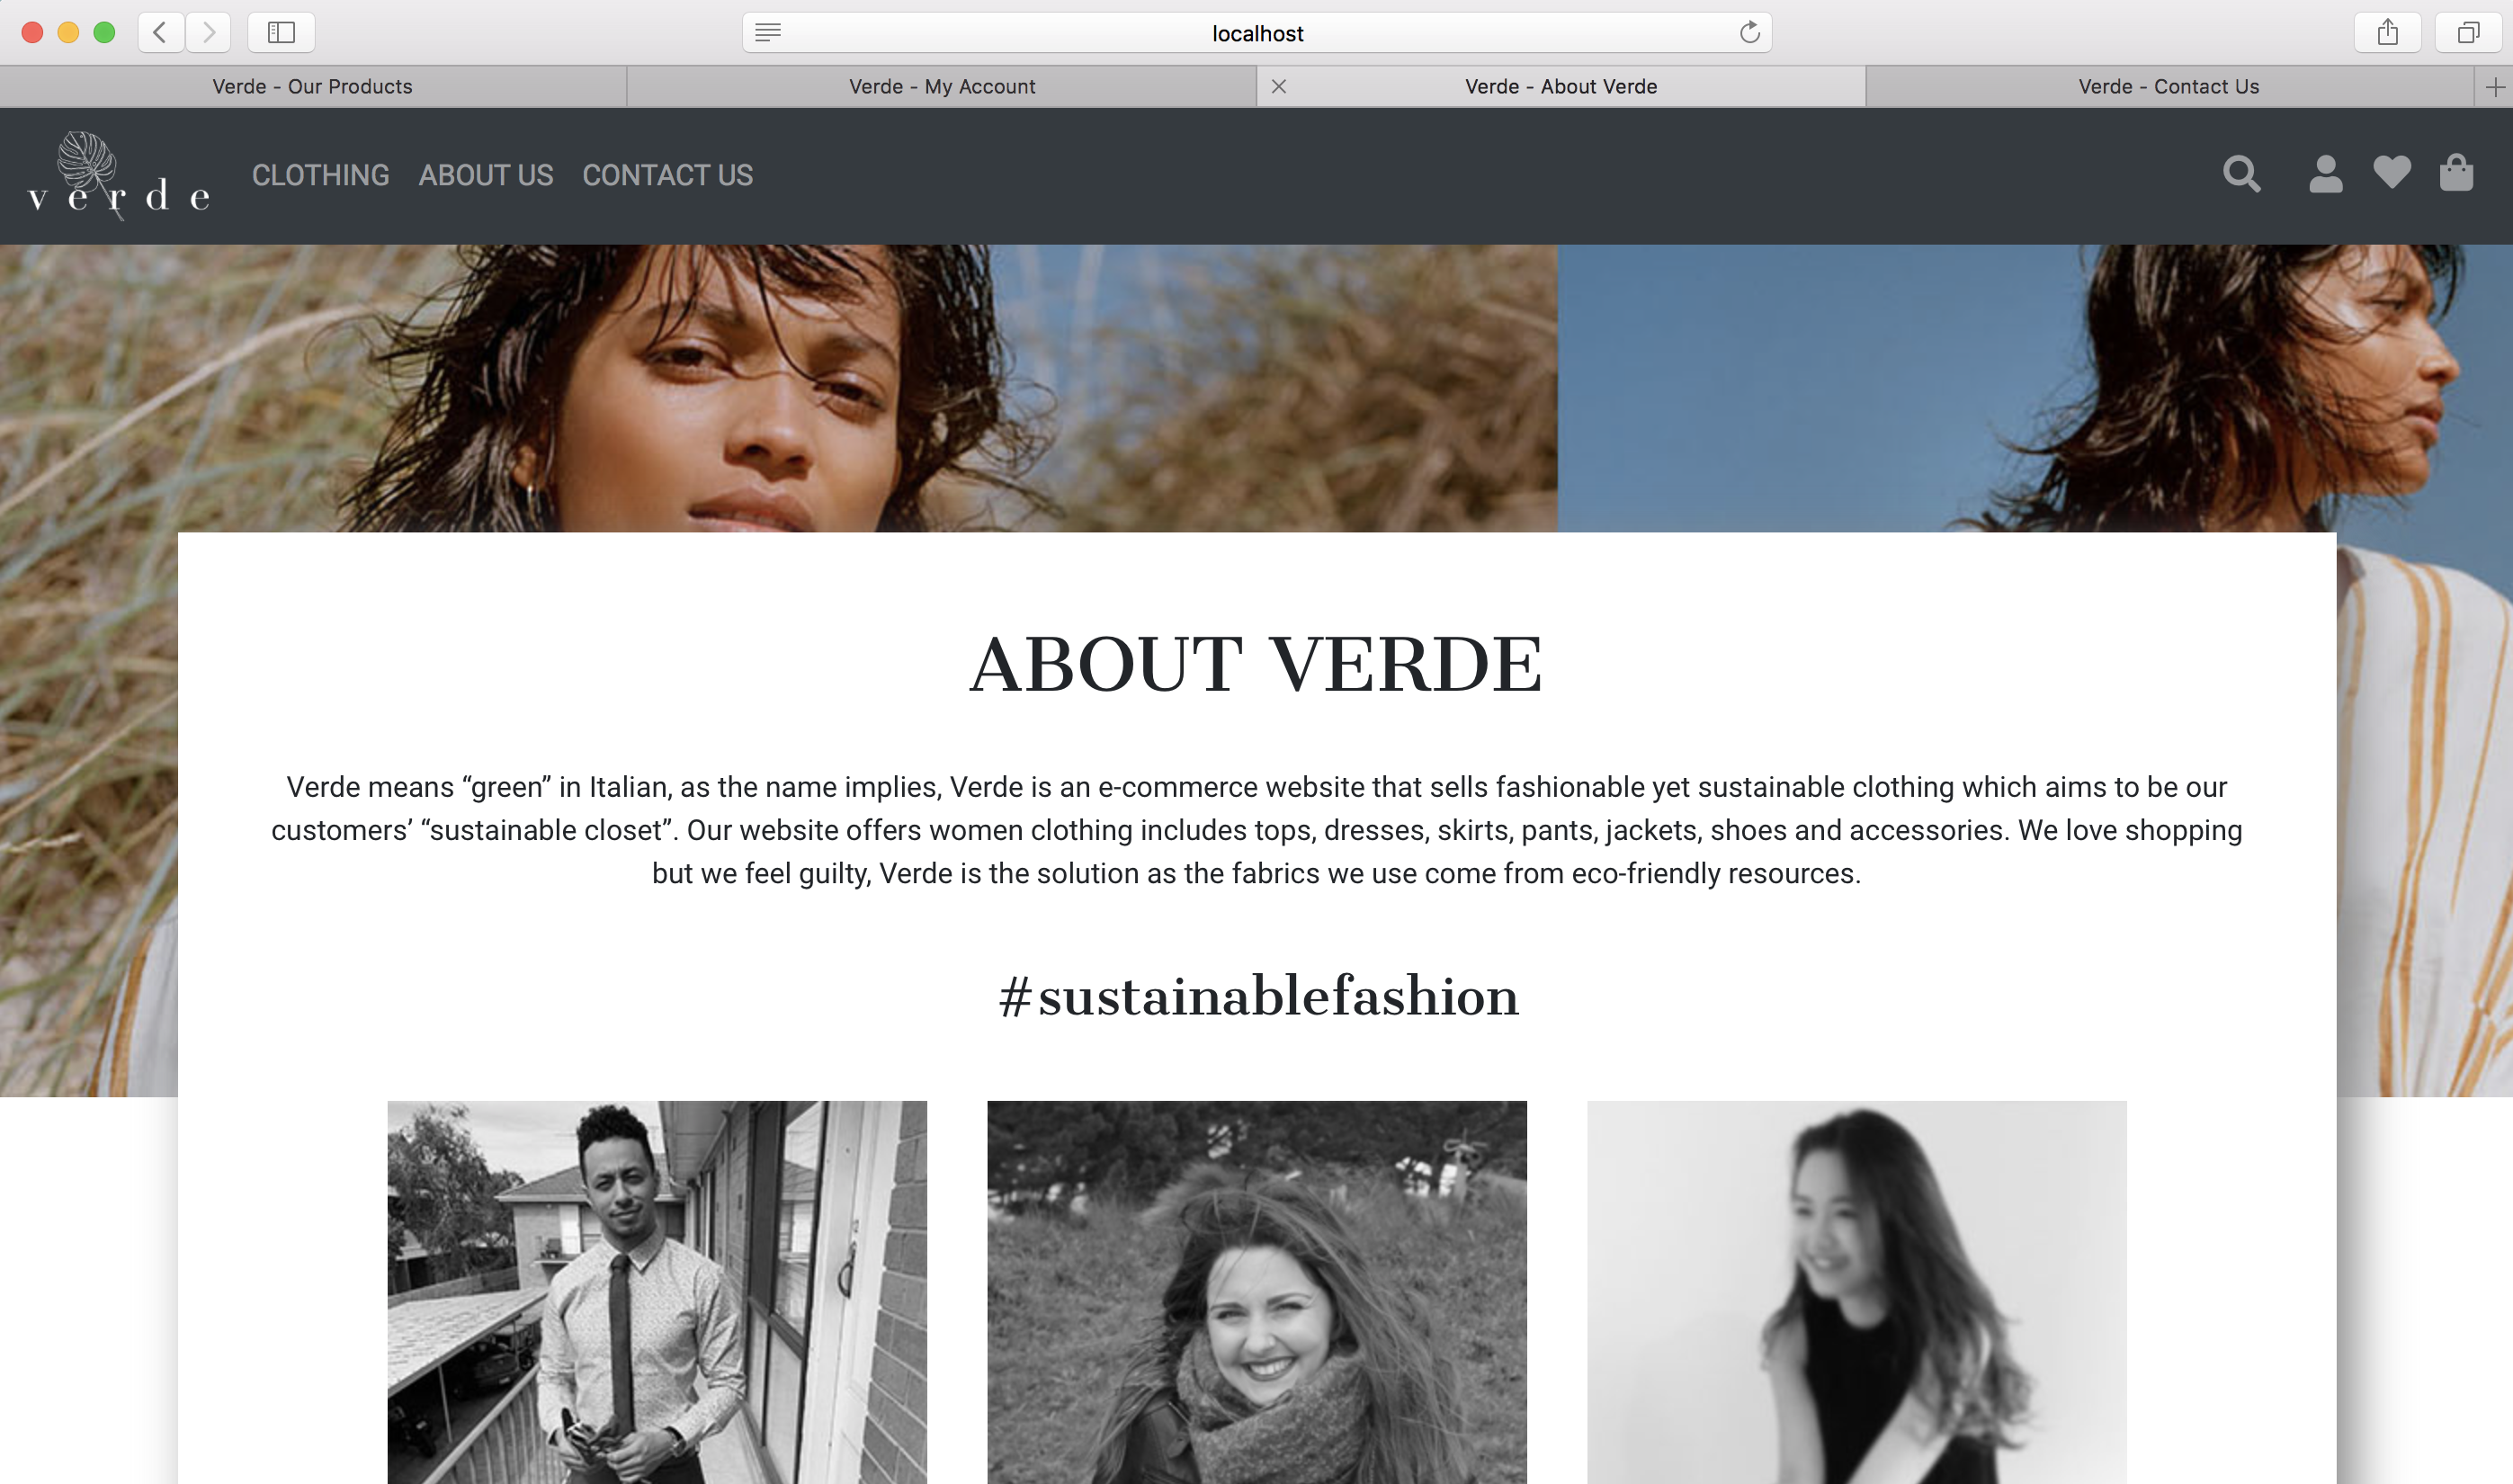 localhost
Verde - Our Products
Verde - My Account
Verde - About Verde
Verde - Contact Us
verde
CLOTHING
ABOUT US
CONTACT US
ABOUT VERDE
Verde means “green” in Italian, as the name implies, Verde is an e-commerce website that sells fashionable yet sustainable clothing which aims to be our
customers’ “sustainable closet”. Our website offers women clothing includes tops, dresses, skirts, pants, jackets, shoes and accessories. We love shopping
but we feel guilty, Verde is the solution as the fabrics we use come from eco-friendly resources.
#sustainablefashion